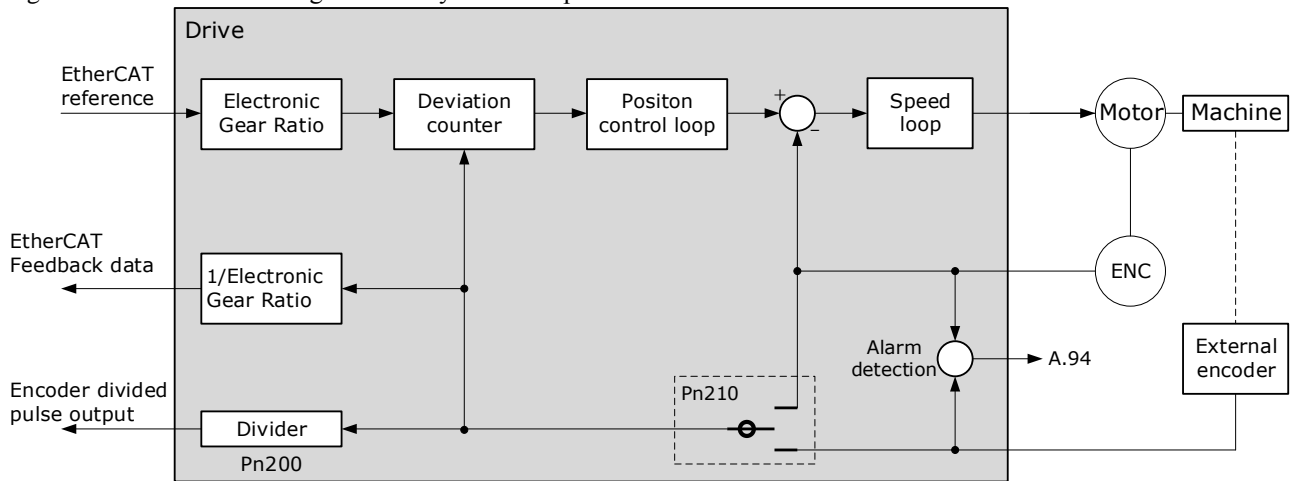 Drive
EtherCAT
reference
Electronic
Gear Ratio
Deviation
counter
Positon
control loop
+
−
Speed
loop
Motor
Machine
EtherCAT
Feedback data
1/Electronic
Gear Ratio
ENC
Alarm
detection
A.94
External
encoder
Encoder divided
pulse output
Divider
Pn200
Pn210